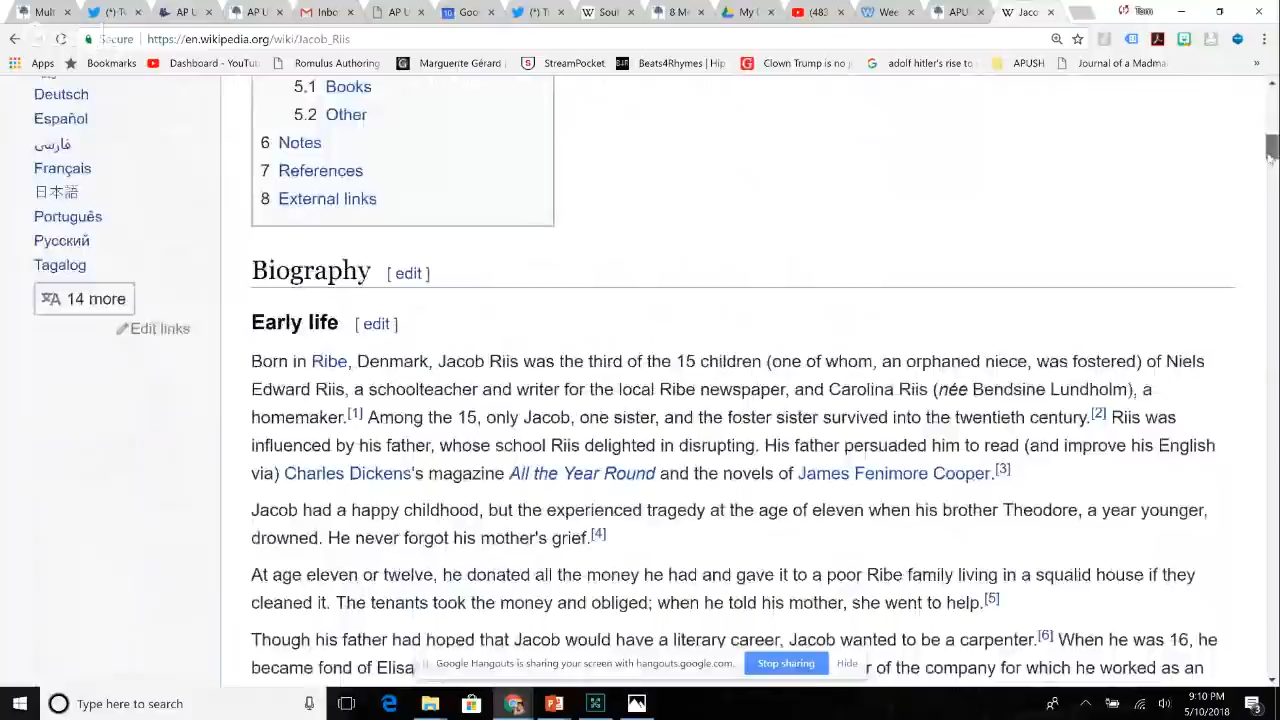 Mult
(*) Tw
AP U
AP U
Inbo
AP U
Goo
(*) T
Soul
8 M
My D
(483
Wee
APU
Jaco
Secure https://en.wikipedia.org/wiki/Jacob_Riis
Apps Bookmarks Dashboard - YouTu Romulus Authoring Marguerite Gérard StreamPocket Beats4Rhymes | Hip Clown Trump is no adolf hitler's rise to APUSH Journal of a Madma »
Deutsch
Español
فارسی
Français
日本語
Português
Русский
Tagalog
14 more
Edit links
5.1 Books
5.2 Other
6 Notes
7 References
8 External links
Biography [ edit ]
Early life [ edit ]
Born in Ribe, Denmark, Jacob Riis was the third of the 15 children (one of whom, an orphaned niece, was fostered) of Niels
Edward Riis, a schoolteacher and writer for the local Ribe newspaper, and Carolina Riis (née Bendsine Lundholm), a
homemaker.[1] Among the 15, only Jacob, one sister, and the foster sister survived into the twentieth century.[2] Riis was
influenced by his father, whose school Riis delighted in disrupting. His father persuaded him to read (and improve his English
via) Charles Dickens's magazine All the Year Round and the novels of James Fenimore Cooper.[3]
Jacob had a happy childhood, but the experienced tragedy at the age of eleven when his brother Theodore, a year younger,
drowned. He never forgot his mother's grief.[4]
At age eleven or twelve, he donated all the money he had and gave it to a poor Ribe family living in a squalid house if they
cleaned it. The tenants took the money and obliged; when he told his mother, she went to help.[5]
Though his father had hoped that Jacob would have a literary career, Jacob wanted to be a carpenter.[6] When he was 16, he
became fond of Elisa r of the company for which he worked as an
Google Hangouts is sharing your screen with hangouts.google.com. Stop sharing Hide
Type here to search
9:10 PM
5/10/2018